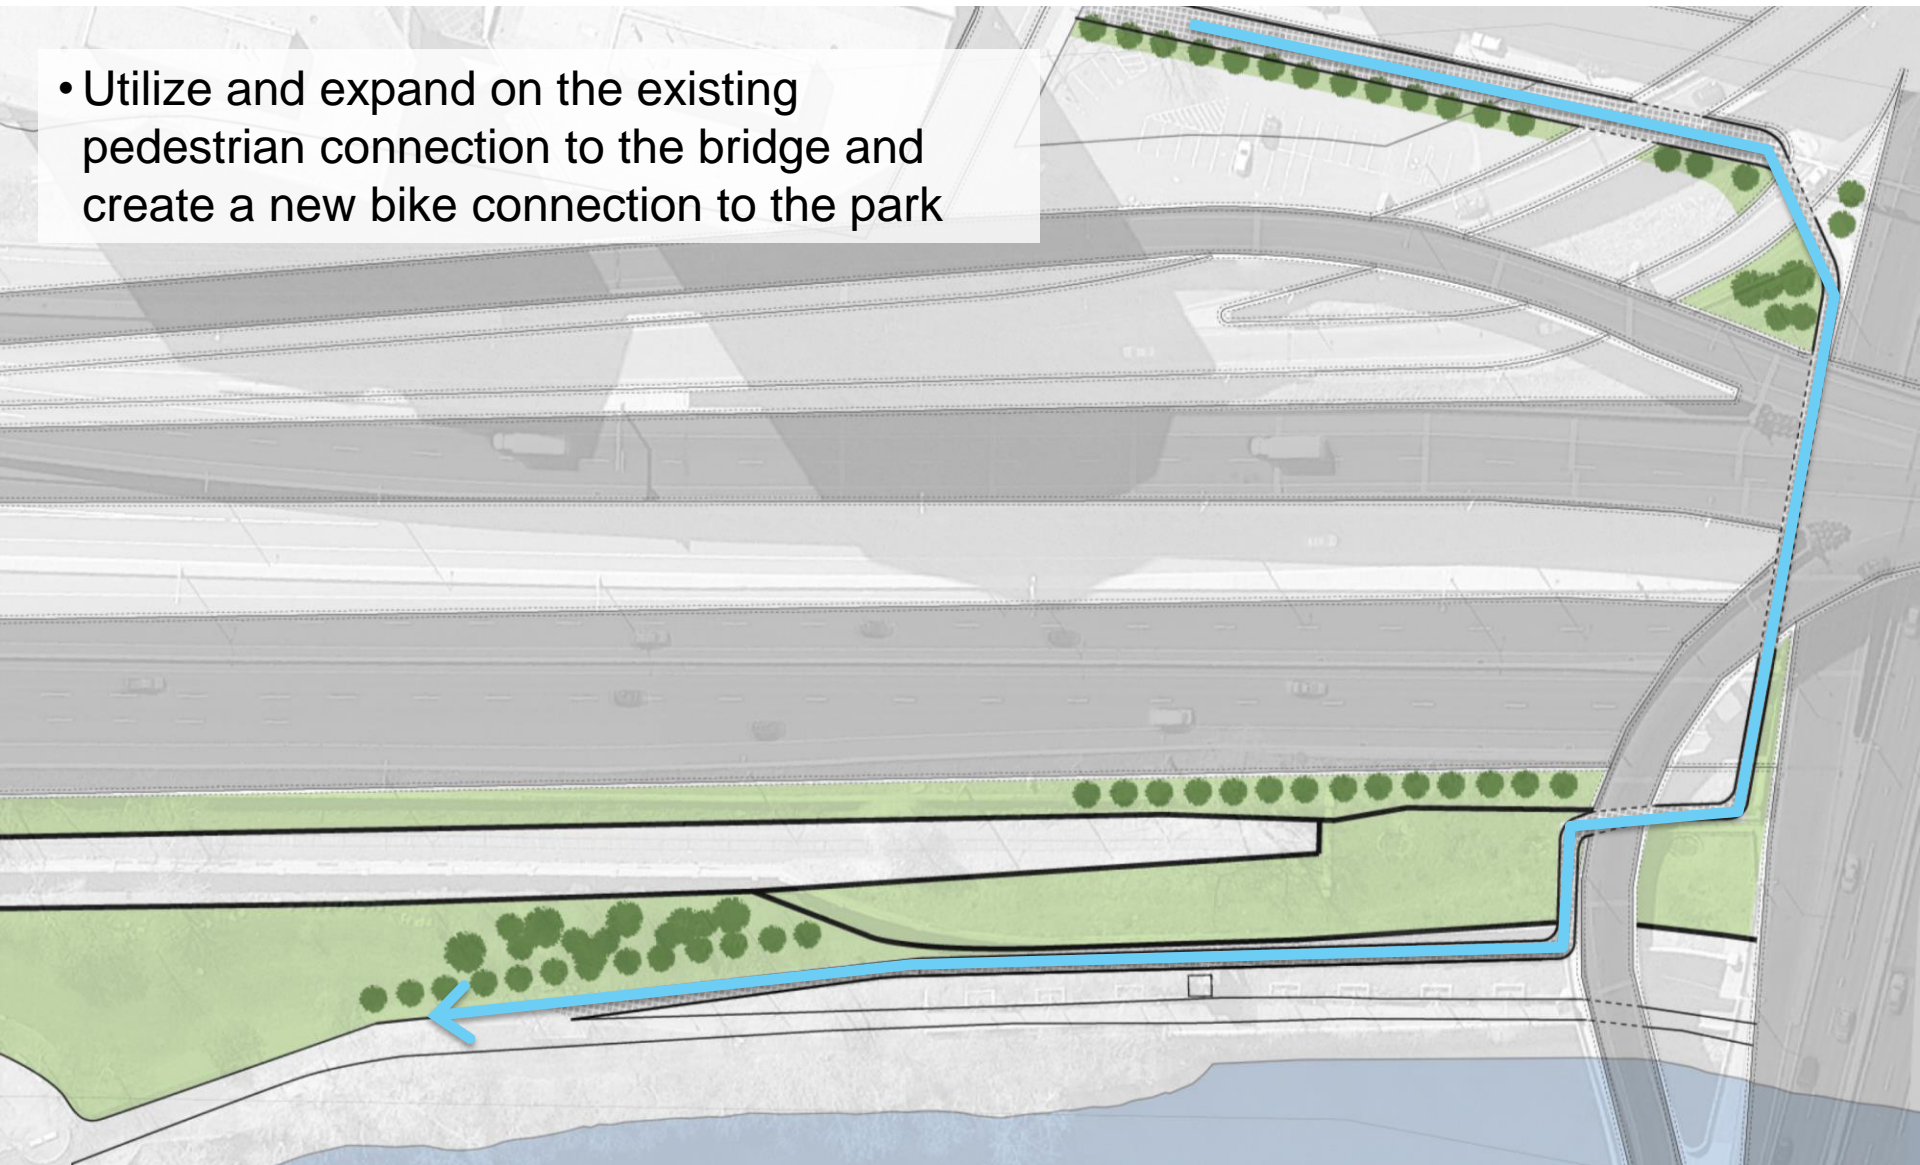 • Utilize and expand on the existing
pedestrian connection to the bridge and
create a new bike connection to the park